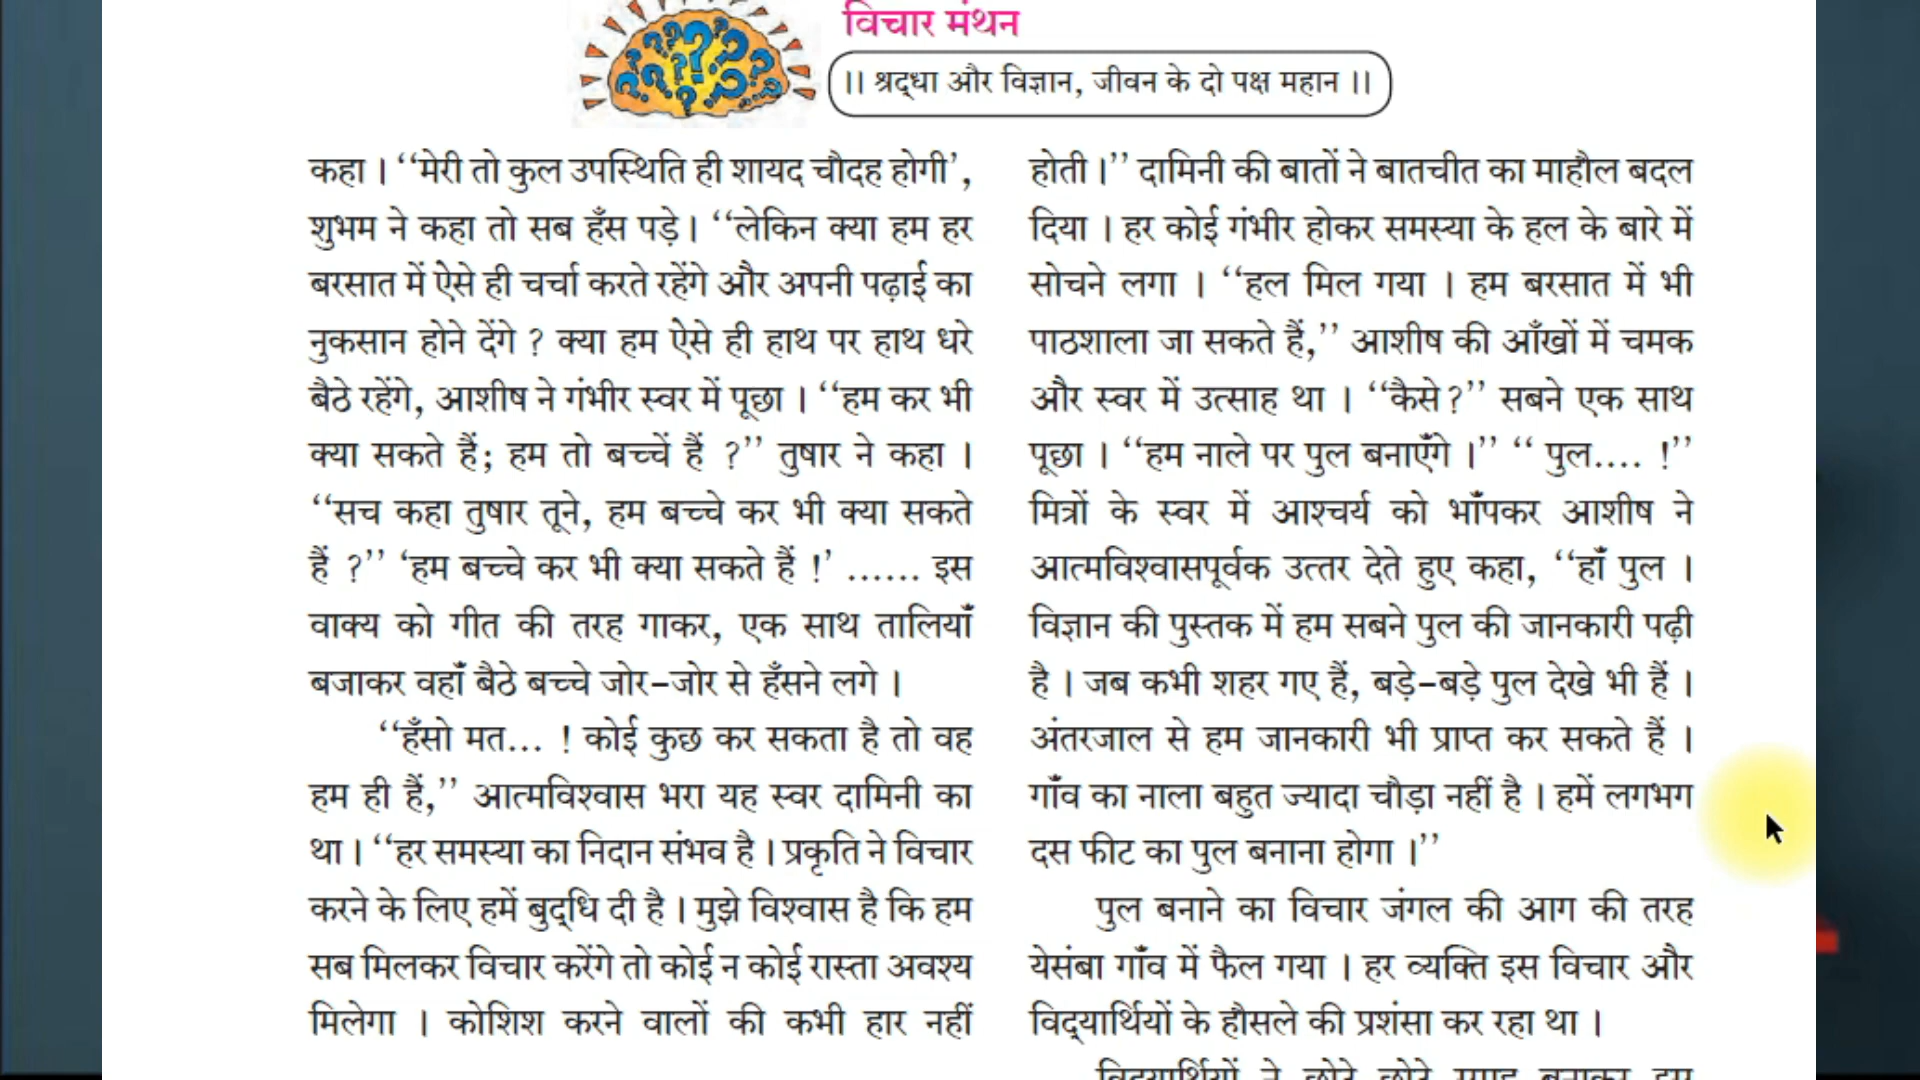 विचार मंथन
।। श्रद्धा और विज्ञान, जीवन के दो पक्ष महान ।।
कहा । ‘‘मेरी तो कुल उपस्थिति ही शायद चौदह होगी’,
शुभम ने कहा तो सब हँस पड़े। ‘‘लेकिन क्या हम हर
बरसात में ऐसे ही चर्चा करते रहेंगे और अपनी पढ़ाई का
नुकसान होने देंगे ? क्या हम ऐसे ही हाथ पर हाथ धरे
बैठे रहेंगे, आशीष ने गंभीर स्वर में पूछा । ‘‘हम कर भी
क्या सकते हैं; हम तो बच्चें हैं ?’’ तुषार ने कहा ।
‘‘सच कहा तुषार तूने, हम बच्चे कर भी क्या सकते
हैं ?’’ ‘हम बच्चे कर भी क्या सकते हैं !’ ...... इस
वाक्य को गीत की तरह गाकर, एक साथ तालियाँ
बजाकर वहाँ बैठे बच्चे जोर-जोर से हँसने लगे ।
‘‘हँसो मत... ! कोई कुछ कर सकता है तो वह
हम ही हैं,’’ आत्मविश्वास भरा यह स्वर दामिनी का
था । ‘‘हर समस्या का निदान संभव है । प्रकृति ने विचार
करने के लिए हमें बुद्धि दी है । मुझे विश्वास है कि हम
सब मिलकर विचार करेंगे तो कोई न कोई रास्ता अवश्य
मिलेगा । कोशिश करने वालों की कभी हार नहीं
होती ।’’ दामिनी की बातों ने बातचीत का माहौल बदल
दिया । हर कोई गंभीर होकर समस्या के हल के बारे में
सोचने लगा । ‘‘हल मिल गया । हम बरसात में भी
पाठशाला जा सकते हैं,’’ आशीष की आँखों में चमक
और स्वर में उत्साह था । ‘‘कैसे ?’’ सबने एक साथ
पूछा । ‘‘हम नाले पर पुल बनाएँगे ।’’ ‘‘ पुल.... !’’
मित्रों के स्वर में आश्चर्य को भाँपकर आशीष ने
आत्मविश्वासपूर्वक उत्तर देते हुए कहा, ‘‘हाँ पुल ।
विज्ञान की पुस्तक में हम सबने पुल की जानकारी पढ़ी
है । जब कभी शहर गए हैं, बड़े-बड़े पुल देखे भी हैं ।
अंतरजाल से हम जानकारी भी प्राप्त कर सकते हैं ।
गाँव का नाला बहुत ज्यादा चौड़ा नहीं है । हमें लगभग
दस फीट का पुल बनाना होगा ।’’
पुल बनाने का विचार जंगल की आग की तरह
येसंबा गाँव में फैल गया । हर व्यक्ति इस विचार और
विद्यार्थियों के हौसले की प्रशंसा कर रहा था ।
विद्यार्थियों ने छोटे छोटे समूह बनाकर इस